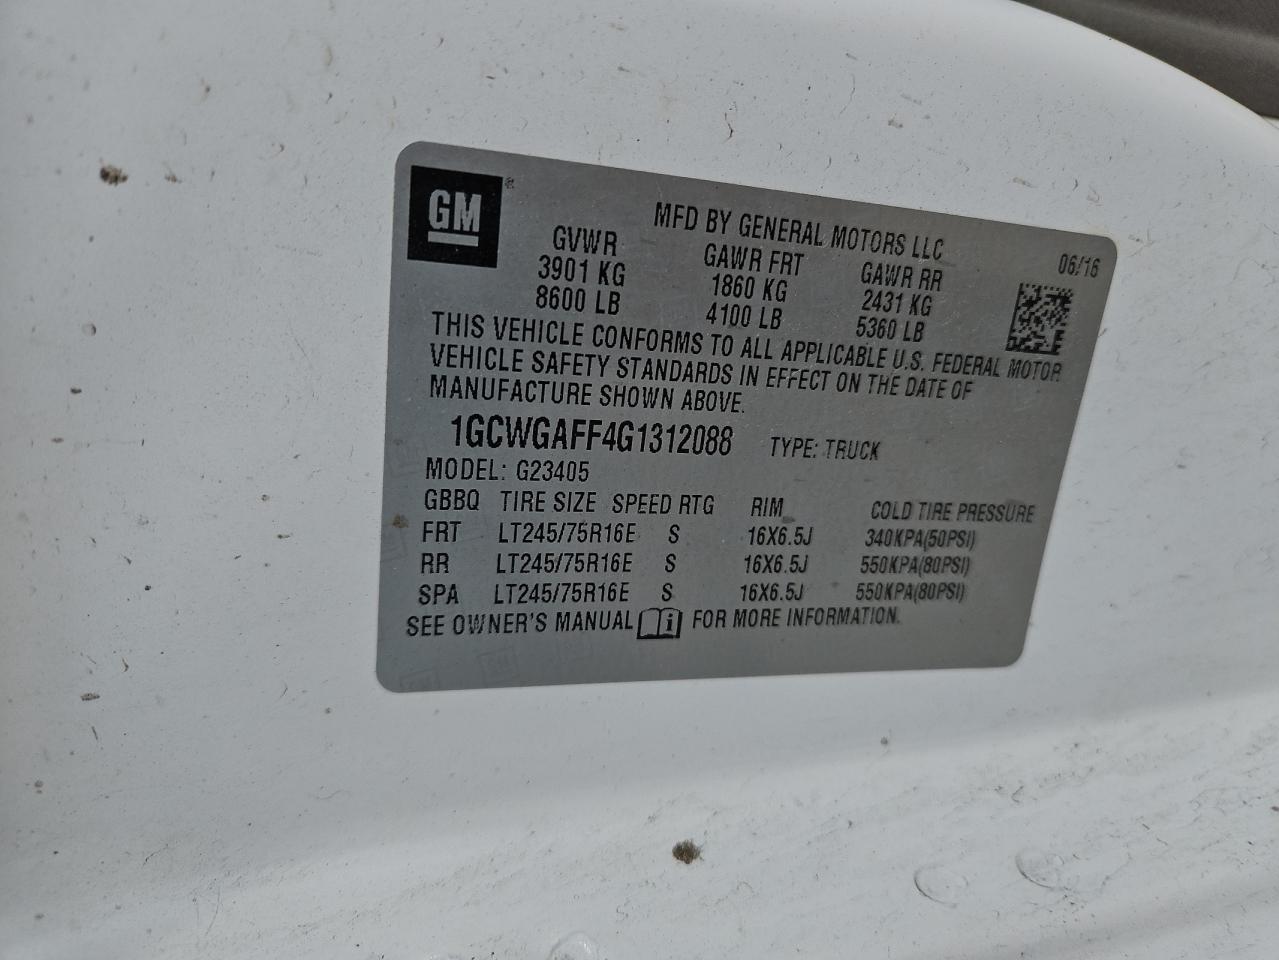 GM
MFD BY GENERAL MOTORS LLC
06/16
GVWR GAWR FRT GAWR RR
3901 KG 1860 KG 2431 KG
8600 LB 4100 LB 5360 LB
THIS VEHICLE CONFORMS TO ALL APPLICABLE U.S. FEDERAL MOTOR
VEHICLE SAFETY STANDARDS IN EFFECT ON THE DATE OF
MANUFACTURE SHOWN ABOVE.
1GCWGAFF4G1312088 TYPE: TRUCK
MODEL: G23405
GBBQ TIRE SIZE SPEED RTG RIM COLD TIRE PRESSURE
FRT LT245/75R16E S 16X6.5J 340KPA(50PSI)
RR LT245/75R16E S 16X6.5J 550KPA(80PSI)
SPA LT245/75R16E S 16X6.5J 550KPA(80PSI)
SEE OWNER'S MANUAL i FOR MORE INFORMATION.